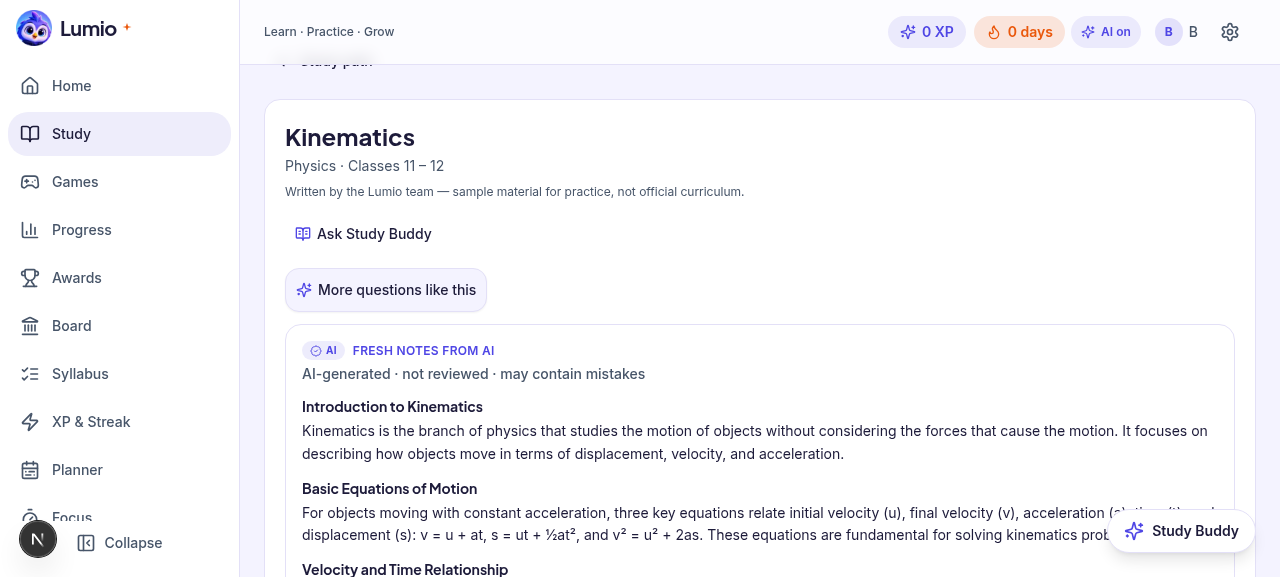 Lumio
Learn · Practice · Grow
0 XP
0 days
AI on
B
B
Home
Study
Games
Progress
Awards
Board
Syllabus
XP & Streak
Planner
Focus
N
Collapse
Study path
Kinematics
Physics · Classes 11 – 12
Written by the Lumio team — sample material for practice, not official curriculum.
Ask Study Buddy
More questions like this
AI FRESH NOTES FROM AI
AI-generated · not reviewed · may contain mistakes
Introduction to Kinematics
Kinematics is the branch of physics that studies the motion of objects without considering the forces that cause the motion. It focuses on
describing how objects move in terms of displacement, velocity, and acceleration.
Basic Equations of Motion
For objects moving with constant acceleration, three key equations relate initial velocity (u), final velocity (v), acceleration
displacement (s): v = u + at, s = ut + ½at², and v² = u² + 2as. These equations are fundamental for solving kinematics
Study Buddy
Velocity and Time Relationship